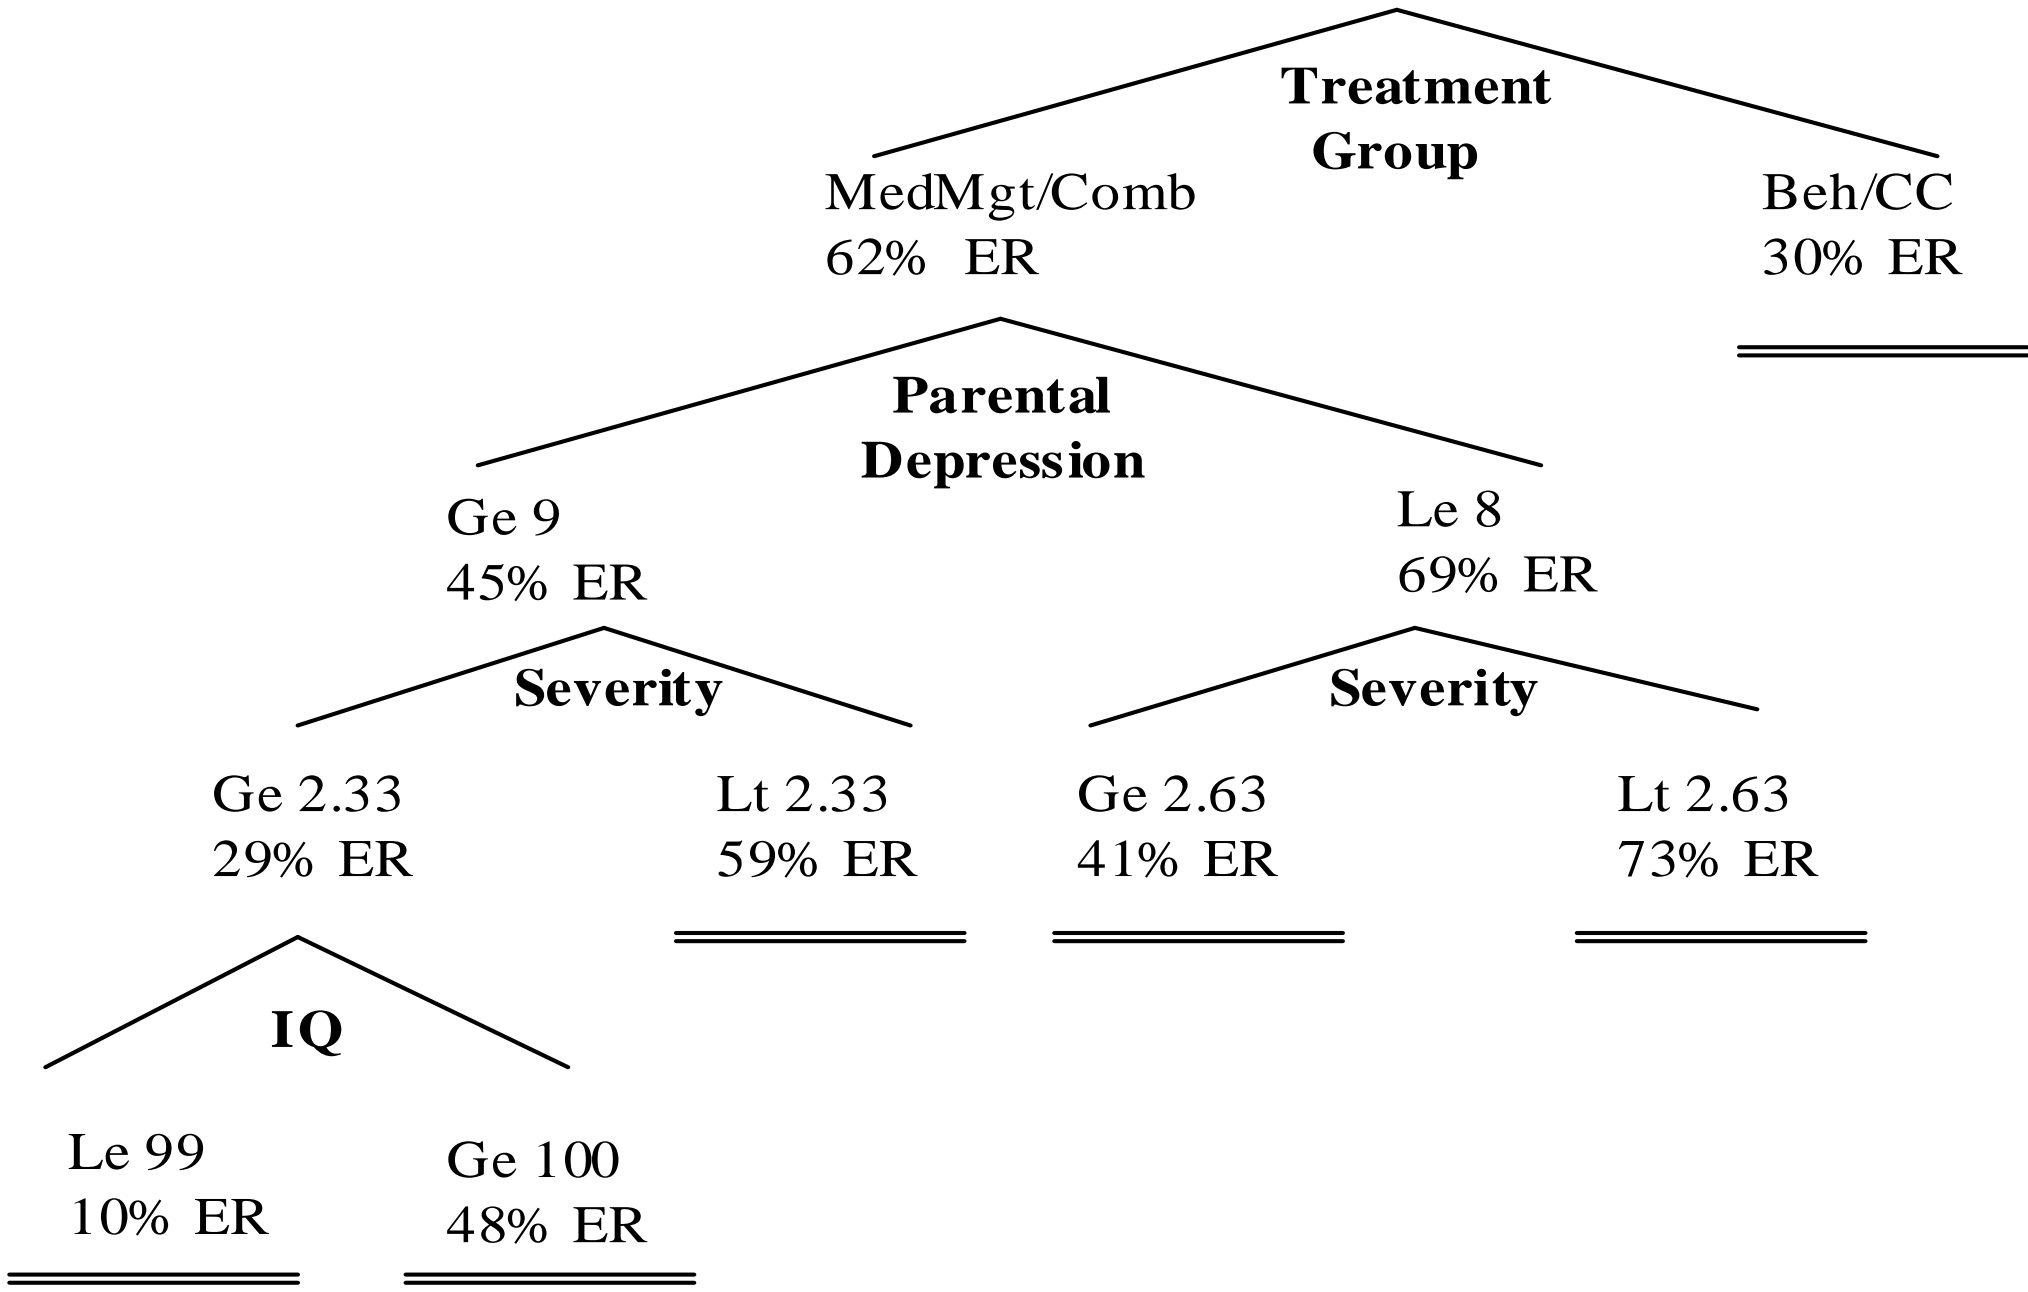 Treatment
Group
MedMgt/Comb
62% ER
Beh/CC
30% ER
Parental
Depression
Ge 9
45% ER
Le 8
69% ER
Severity
Severity
Ge 2.33
29% ER
Lt 2.33
59% ER
Ge 2.63
41% ER
Lt 2.63
73% ER
IQ
Le 99
10% ER
Ge 100
48% ER